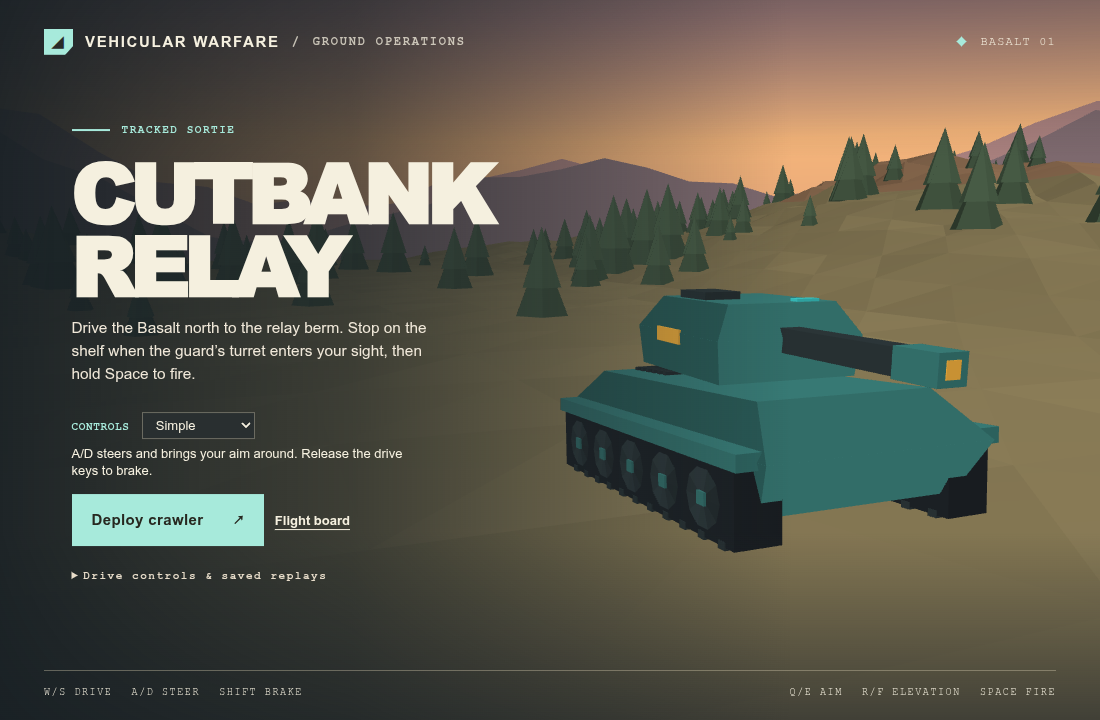 VEHICULAR WARFARE / GROUND OPERATIONS
BASALT 01
TRACKED SORTIE
CUTBANK
RELAY
Drive the Basalt north to the relay berm. Stop on the
shelf when the guard’s turret enters your sight, then
hold Space to fire.
CONTROLS Simple
A/D steers and brings your aim around. Release the drive
keys to brake.
Deploy crawler ↗ Flight board
▶ Drive controls & saved replays
W/S DRIVE A/D STEER SHIFT BRAKE
Q/E AIM R/F ELEVATION SPACE FIRE